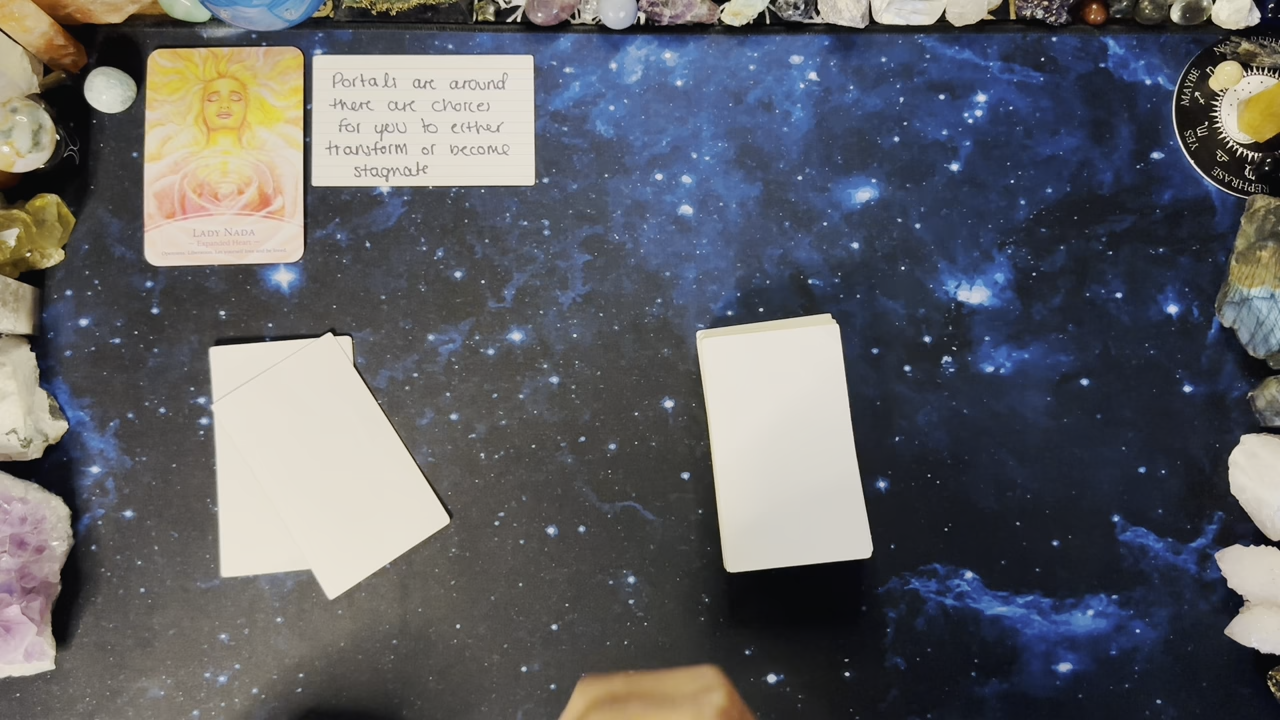 Portals are around
there are choices
for you to either
transform or become
stagnate
LADY NADA
~ Expanded Heart ~
MAYBE
YES
REPHRASE